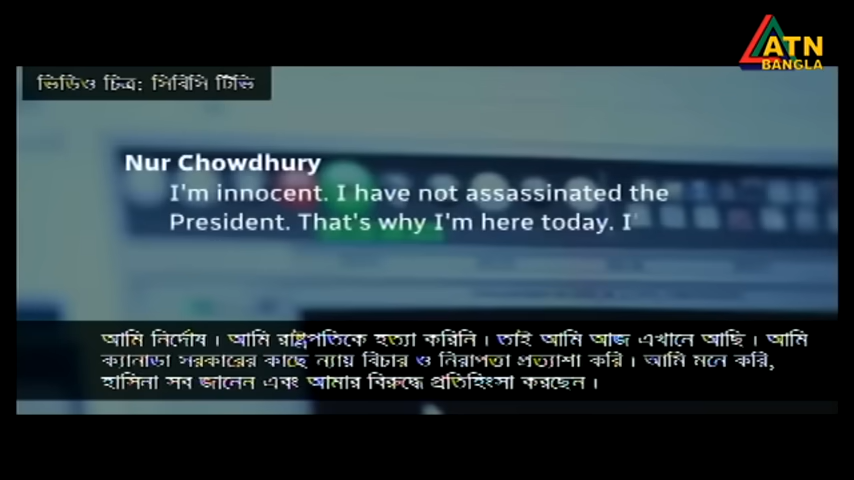 ATN
BANGLA
ভিডিও চিত্র: সিবিসি টিভি
Nur Chowdhury
I'm innocent. I have not assassinated the
President. That's why I'm here today. I'
আমি নির্দোষ। আমি রাষ্ট্রপতিকে হত্যা করিনি। তাই আমি আজ এখানে আছি। আমি
ক্যানাডা সরকারের কাছে ন্যায় বিচার ও নিরাপত্তা প্রত্যাশা করি। আমি মনে করি,
হাসিনা সব জানেন এবং আমার বিরুদ্ধে প্রতিহিংসা করছেন।